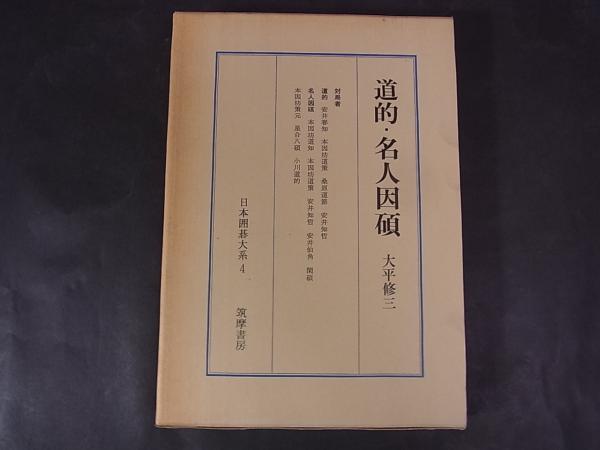 道的・名人因碩
大平修三
対局者
道的 安井春知 本因坊道策 桑原道節 安井知哲
名人因碩 本因坊道知 本因坊道策 安井知哲 安井仙角 関碩
本因坊策元 星合八碩 小川道的
日本囲碁大系4
筑摩書房